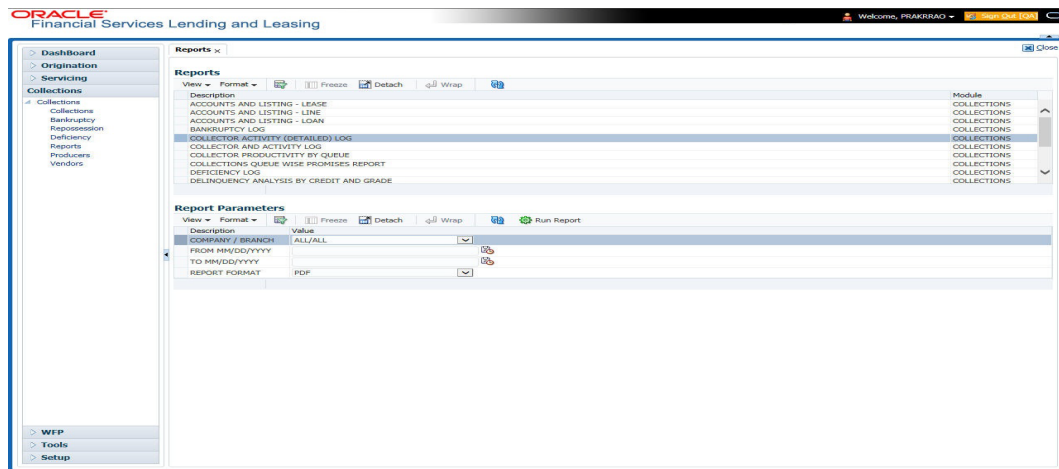 ORACLE
Financial Services Lending and Leasing
Welcome, PRAKRRAO
Sign Out [QA]
DashBoard
Origination
Servicing
Collections
Collections
Collections
Bankruptcy
Repossession
Deficiency
Reports
Producers
Vendors
WFP
Tools
Setup
Reports
Close
Reports
View Format Freeze Detach Wrap
Description Module
ACCOUNTS AND LISTING - LEASE COLLECTIONS
ACCOUNTS AND LISTING - LINE COLLECTIONS
ACCOUNTS AND LISTING - LOAN COLLECTIONS
BANKRUPTCY LOG COLLECTIONS
COLLECTOR ACTIVITY (DETAILED) LOG COLLECTIONS
COLLECTOR AND ACTIVITY LOG COLLECTIONS
COLLECTOR PRODUCTIVITY BY QUEUE COLLECTIONS
COLLECTIONS QUEUE WISE PROMISES REPORT COLLECTIONS
DEFICIENCY LOG COLLECTIONS
DELINQUENCY ANALYSIS BY CREDIT AND GRADE COLLECTIONS
Report Parameters
View Format Freeze Detach Wrap Run Report
Description Value
COMPANY / BRANCH ALL/ALL
FROM MM/DD/YYYY
TO MM/DD/YYYY
REPORT FORMAT PDF